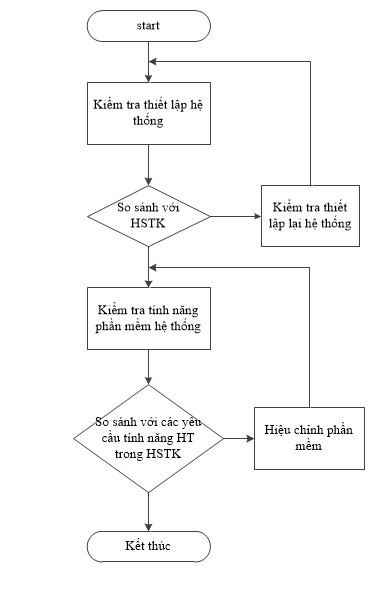 start
Kiểm tra thiết lập hệ
thống
So sánh với
HSTK
Kiểm tra thiết
lập lại hệ thống
Kiểm tra tính năng
phần mềm hệ thống
So sánh với các yêu
cầu tính năng HT
trong HSTK
Hiệu chỉnh phần
mềm
Kết thúc